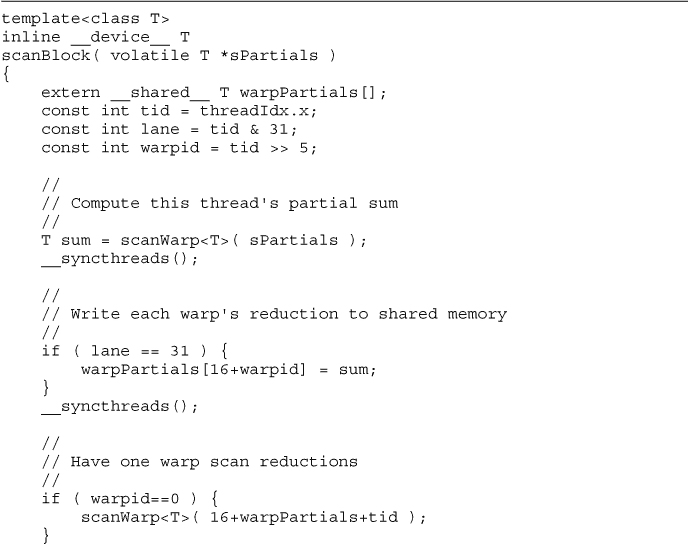 template<class T>
inline __device__ T
scanBlock( volatile T *sPartials )
{
    extern __shared__ T warpPartials[];
    const int tid = threadIdx.x;
    const int lane = tid & 31;
    const int warpid = tid >> 5;

    //
    // Compute this thread's partial sum
    //
    T sum = scanWarp<T>( sPartials );
    __syncthreads();

    //
    // Write each warp's reduction to shared memory
    //
    if ( lane == 31 ) {
        warpPartials[16+warpid] = sum;
    }
    __syncthreads();

    //
    // Have one warp scan reductions
    //
    if ( warpid==0 ) {
        scanWarp<T>( 16+warpPartials+tid );
    }